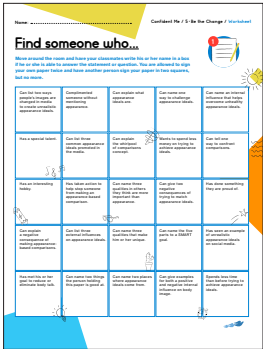 Name:
Confident Me / 5-Be the Change / Worksheet
Find someone who...
Move around the room and have your classmates write his or her name in a box
if he or she is able to answer the statement or question. You are allowed to sign
your own paper twice and have another person sign your paper in two squares,
but no more.
Can list two ways people's images are changed in media to create unrealistic appearance ideals.
Complimented someone without mentioning appearance.
Can explain what appearance ideals are.
Can name one way to challenge appearance ideals.
Can name an internal influence that helps overcome unhealthy appearance ideals.
Has a special talent.
Can list three common appearance ideals promoted in the media.
Can explain the whirlpool of comparisons concept.
Wants to spend less money on trying to achieve appearance ideals.
Can tell one way to confront comparisons.
Has an interesting hobby.
Has taken action to help stop someone from making an appearance-based comparison.
Can name three qualities in others they think are more important than appearance.
Can give two negative consequences of trying to match appearance ideals.
Has done something they are proud of.
Can explain a negative consequence of making appearance-based comparisons.
Can list three external influences on appearance ideals.
Can name three qualities that make him or her unique.
Can name the five parts to a SMART goal.
Has seen an example of unrealistic appearance ideals on social media.
Has met his or her goal to reduce or eliminate body talk.
Can name two things the person holding this paper is good at.
Can name two places where appearance ideals come from.
Can give examples for both a positive and negative internal influence on body image.
Spends less time than before trying to achieve appearance ideals.